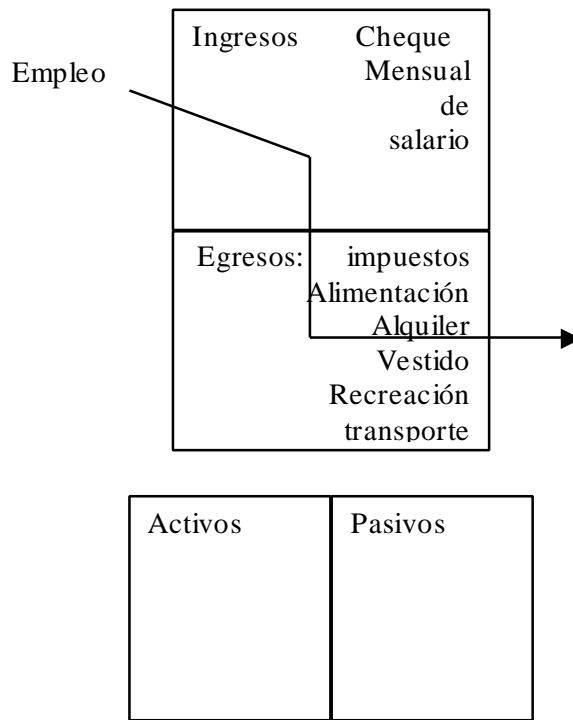 Ingresos Cheque
Empleo
Mensual
de
salario
Egresos: impuestos
Alimentación
Alquiler
Vestido
Recreación
transporte
Activos Pasivos